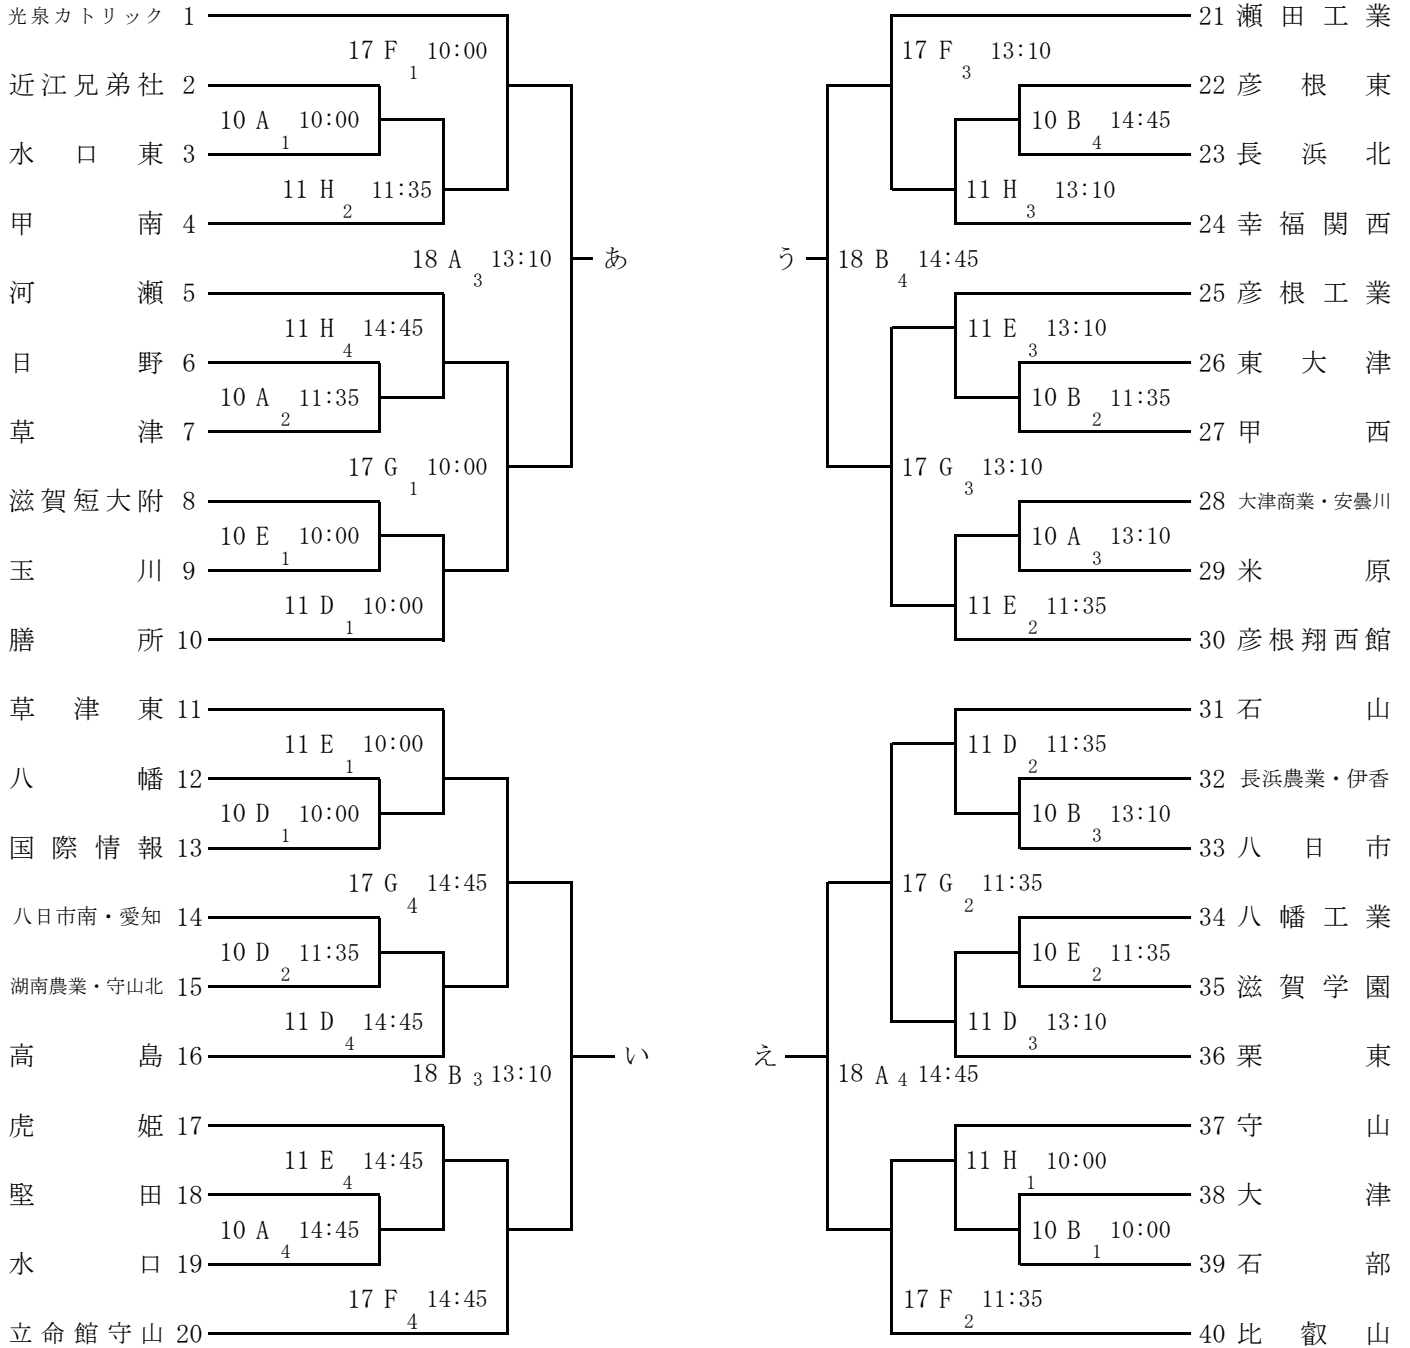 光泉カトリック 1
17 F 1 10:00
近江兄弟社 2
10 A 1 10:00
水口東 3
11 H 2 11:35
甲南 4
18 A 3 13:10
あ
河瀬 5
11 H 4 14:45
日野 6
10 A 2 11:35
草津 7
17 G 1 10:00
滋賀短大附 8
10 E 1 10:00
玉川 9
11 D 1 10:00
膳所 10
草津東 11
11 E 1 10:00
八幡 12
10 D 1 10:00
国際情報 13
17 G 4 14:45
八日市南・愛知 14
10 D 2 11:35
湖南農業・守山北 15
11 D 4 14:45
高島 16
い
18 B 3 13:10
虎姫 17
11 E 4 14:45
堅田 18
10 A 4 14:45
水口 19
17 F 4 14:45
立命館守山 20
21 瀬田工業
17 F 3 13:10
22 彦根東
10 B 4 14:45
23 長浜北
11 H 3 13:10
24 幸福関西
う
18 B 4 14:45
25 彦根工業
11 E 3 13:10
26 東大津
10 B 2 11:35
27 甲西
17 G 3 13:10
28 大津商業・安曇川
10 A 3 13:10
29 米原
11 E 2 11:35
30 彦根翔西館
31 石山
11 D 2 11:35
32 長浜農業・伊香
10 B 3 13:10
33 八日市
17 G 2 11:35
34 八幡工業
10 E 2 11:35
35 滋賀学園
11 D 3 13:10
36 栗東
え
18 A 4 14:45
37 守山
11 H 1 10:00
38 大津
10 B 1 10:00
39 石部
17 F 2 11:35
40 比叡山